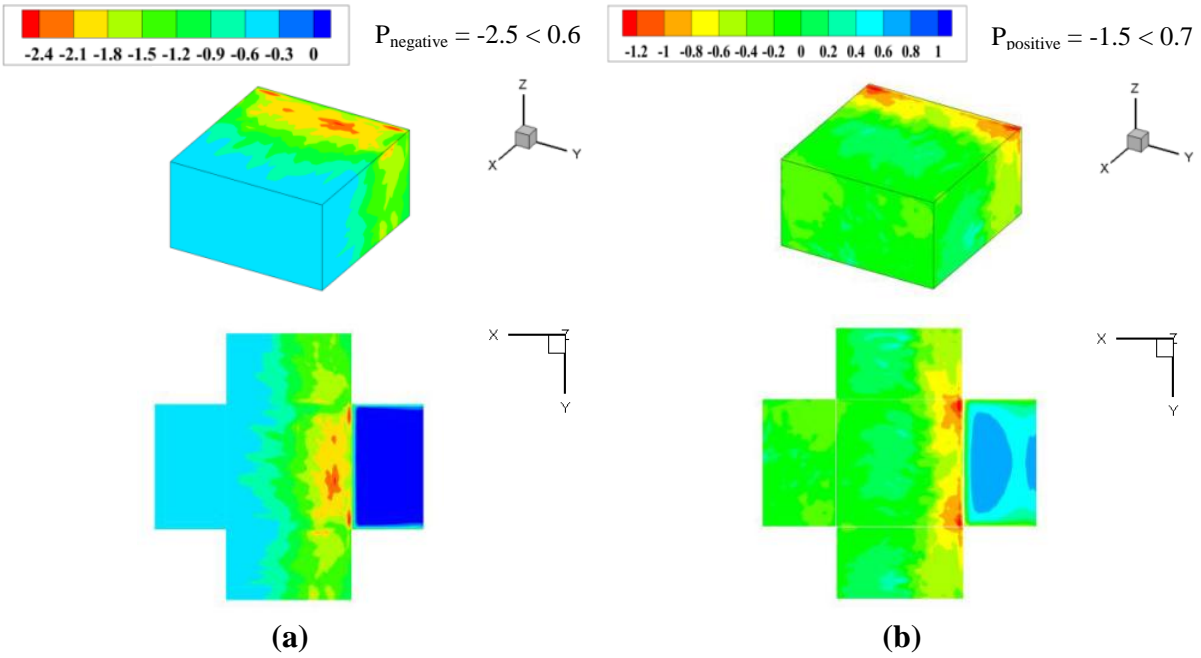 -2.4 -2.1 -1.8 -1.5 -1.2 -0.9 -0.6 -0.3 0
P_negative = -2.5 < 0.6
-1.2 -1 -0.8 -0.6 -0.4 -0.2 0 0.2 0.4 0.6 0.8 1
P_positive = -1.5 < 0.7
Z
X Y
Z
X Y
X Z
Y
X Z
Y
(a) (b)